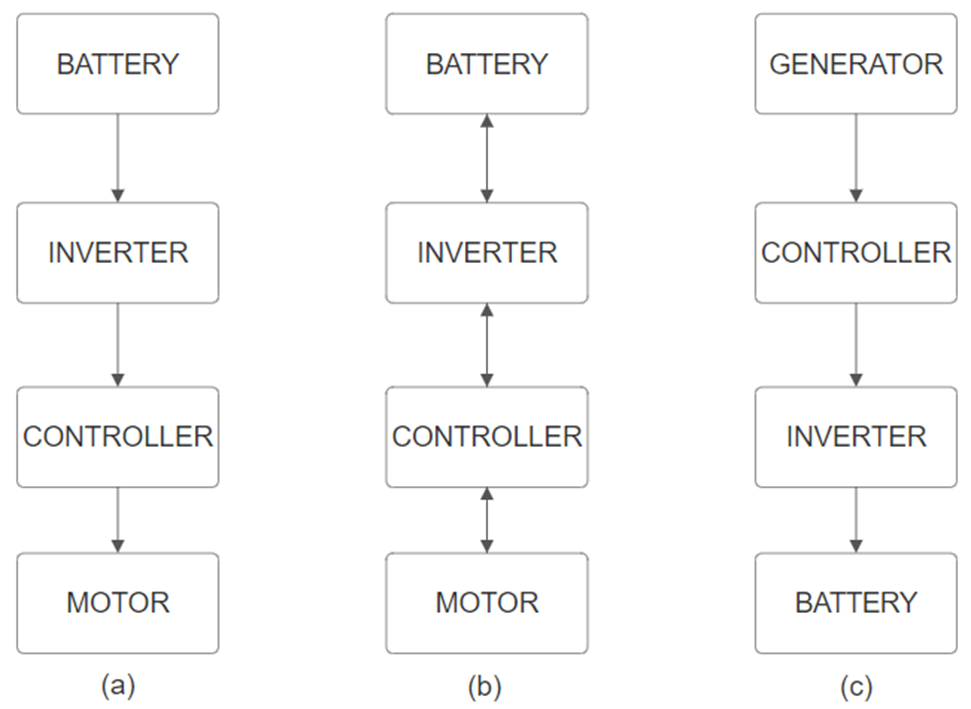 BATTERY
INVERTER
CONTROLLER
MOTOR
(a)
BATTERY
INVERTER
CONTROLLER
MOTOR
(b)
GENERATOR
CONTROLLER
INVERTER
BATTERY
(c)